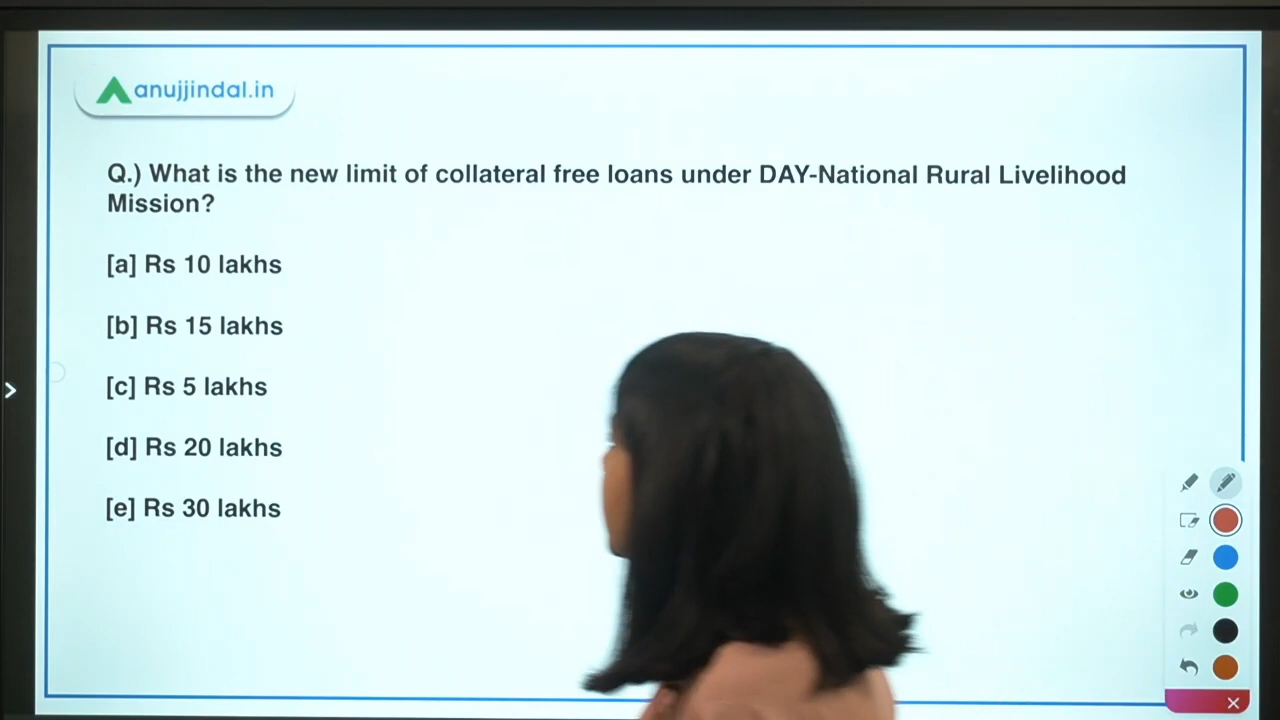 anujjindal.in
Q.) What is the new limit of collateral free loans under DAY-National Rural Livelihood
Mission?
[a] Rs 10 lakhs
[b] Rs 15 lakhs
[c] Rs 5 lakhs
[d] Rs 20 lakhs
[e] Rs 30 lakhs